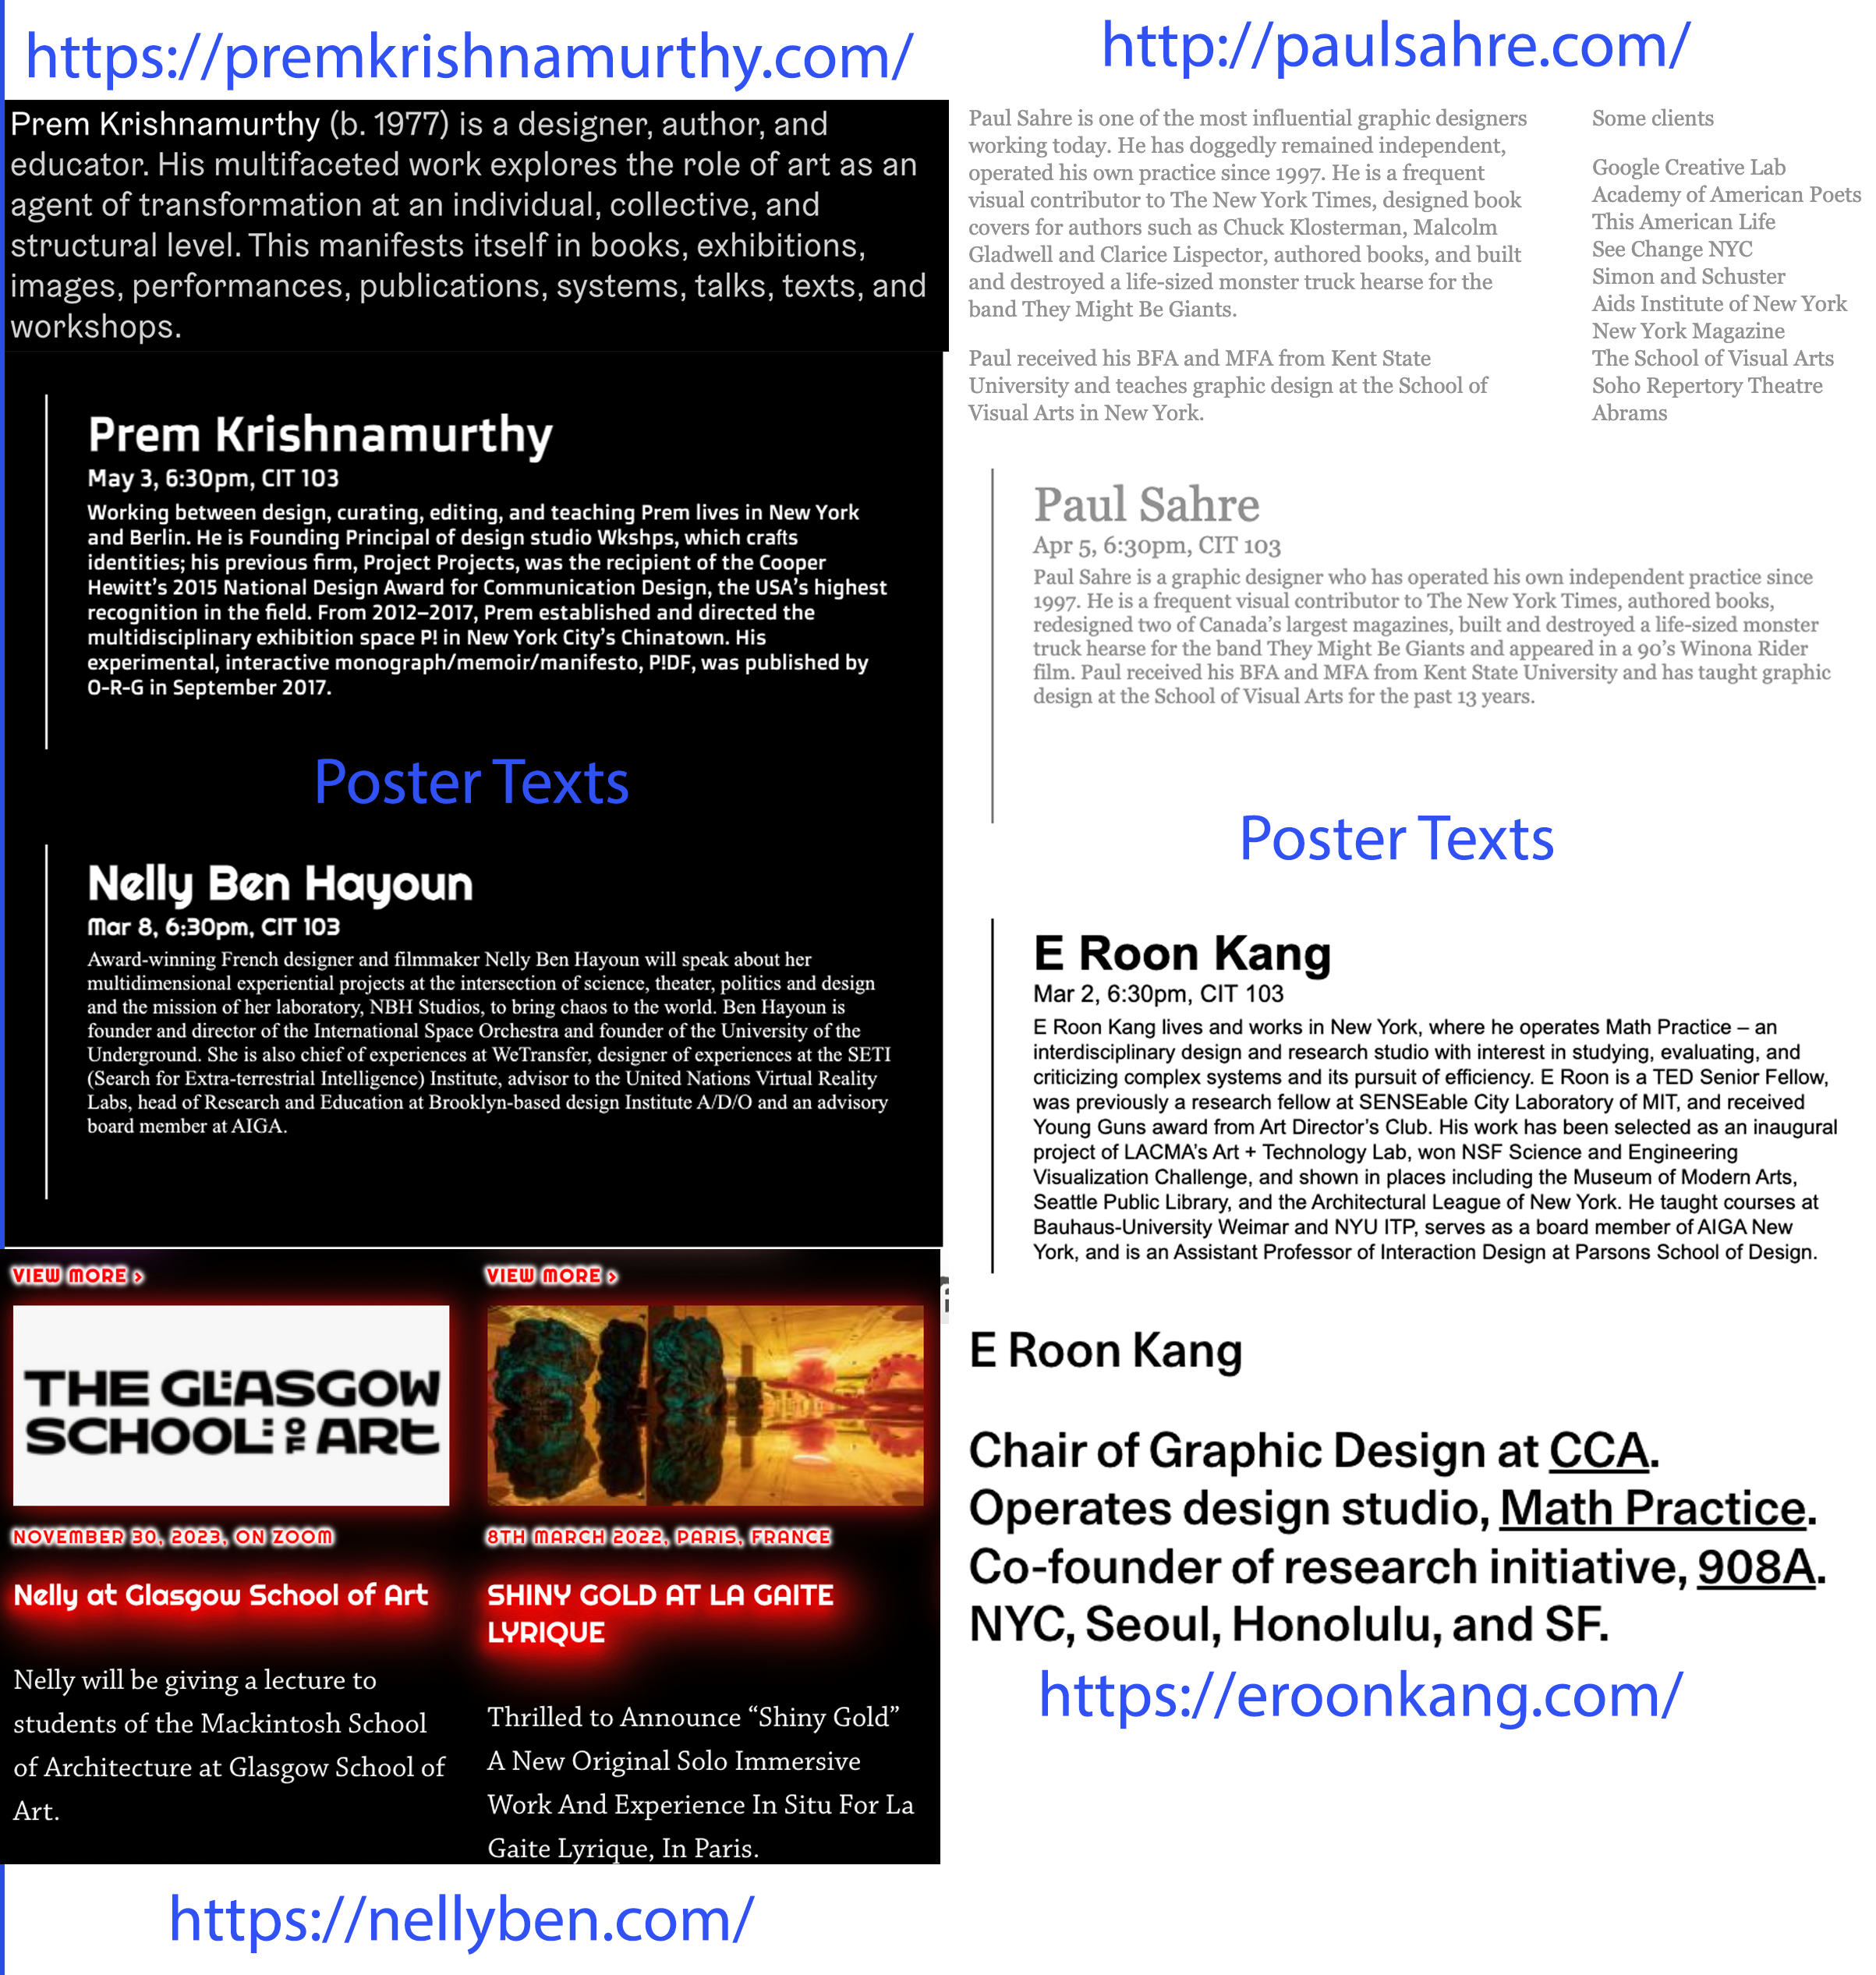 https://premkrishnamurthy.com/
Prem Krishnamurthy (b. 1977) is a designer, author, and
educator. His multifaceted work explores the role of art as an
agent of transformation at an individual, collective, and
structural level. This manifests itself in books, exhibitions,
images, performances, publications, systems, talks, texts, and
workshops.
Prem Krishnamurthy
May 3, 6:30pm, CIT 103
Working between design, curating, editing, and teaching Prem lives in New York
and Berlin. He is Founding Principal of design studio Wkshps, which crafts
identities; his previous firm, Project Projects, was the recipient of the Cooper
Hewitt's 2015 National Design Award for Communication Design, the USA's highest
recognition in the field. From 2012–2017, Prem established and directed the
multidisciplinary exhibition space P! in New York City's Chinatown. His
experimental, interactive monograph/memoir/manifesto, P!DF, was published by
O-R-G in September 2017.
Poster Texts
Nelly Ben Hayoun
Mar 8, 6:30pm, CIT 103
Award-winning French designer and filmmaker Nelly Ben Hayoun will speak about her
multidimensional experiential projects at the intersection of science, theater, politics and design
and the mission of her laboratory, NBH Studios, to bring chaos to the world. Ben Hayoun is
founder and director of the International Space Orchestra and founder of the University of the
Underground. She is also chief of experiences at WeTransfer, designer of experiences at the SETI
(Search for Extra-terrestrial Intelligence) Institute, advisor to the United Nations Virtual Reality
Labs, head of Research and Education at Brooklyn-based design Institute A/D/O and an advisory
board member at AIGA.
VIEW MORE >
THE GLASGOW
SCHOOL OF ART
NOVEMBER 30, 2023, ON ZOOM
Nelly at Glasgow School of Art
Nelly will be giving a lecture to
students of the Mackintosh School
of Architecture at Glasgow School of
Art.
VIEW MORE >
8TH MARCH 2022, PARIS, FRANCE
SHINY GOLD AT LA GAITE
LYRIQUE
Thrilled to Announce “Shiny Gold”
A New Original Solo Immersive
Work And Experience In Situ For La
Gaite Lyrique, In Paris.
https://nellyben.com/
http://paulsahre.com/
Paul Sahre is one of the most influential graphic designers
working today. He has doggedly remained independent,
operated his own practice since 1997. He is a frequent
visual contributor to The New York Times, designed book
covers for authors such as Chuck Klosterman, Malcolm
Gladwell and Clarice Lispector, authored books, and built
and destroyed a life-sized monster truck hearse for the
band They Might Be Giants.
Paul received his BFA and MFA from Kent State
University and teaches graphic design at the School of
Visual Arts in New York.
Some clients
Google Creative Lab
Academy of American Poets
This American Life
See Change NYC
Simon and Schuster
Aids Institute of New York
New York Magazine
The School of Visual Arts
Soho Repertory Theatre
Abrams
Paul Sahre
Apr 5, 6:30pm, CIT 103
Paul Sahre is a graphic designer who has operated his own independent practice since
1997. He is a frequent visual contributor to The New York Times, authored books,
redesigned two of Canada's largest magazines, built and destroyed a life-sized monster
truck hearse for the band They Might Be Giants and appeared in a 90's Winona Rider
film. Paul received his BFA and MFA from Kent State University and has taught graphic
design at the School of Visual Arts for the past 13 years.
Poster Texts
E Roon Kang
Mar 2, 6:30pm, CIT 103
E Roon Kang lives and works in New York, where he operates Math Practice – an
interdisciplinary design and research studio with interest in studying, evaluating, and
criticizing complex systems and its pursuit of efficiency. E Roon is a TED Senior Fellow,
was previously a research fellow at SENSEable City Laboratory of MIT, and received
Young Guns award from Art Director's Club. His work has been selected as an inaugural
project of LACMA's Art + Technology Lab, won NSF Science and Engineering
Visualization Challenge, and shown in places including the Museum of Modern Arts,
Seattle Public Library, and the Architectural League of New York. He taught courses at
Bauhaus-University Weimar and NYU ITP, serves as a board member of AIGA New
York, and is an Assistant Professor of Interaction Design at Parsons School of Design.
E Roon Kang
Chair of Graphic Design at CCA.
Operates design studio, Math Practice.
Co-founder of research initiative, 908A.
NYC, Seoul, Honolulu, and SF.
https://eroonkang.com/